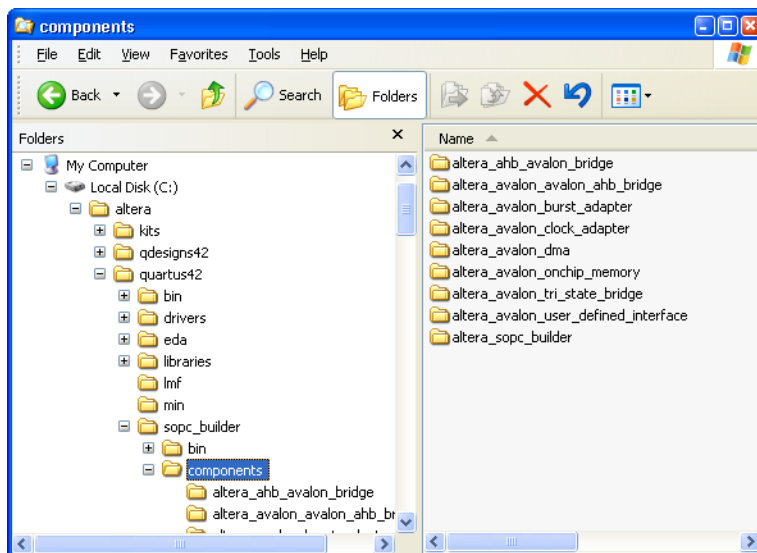 components
File Edit View Favorites Tools Help
Back Search Folders
Folders
My Computer
Local Disk (C:)
altera
kits
qdesigns42
quartus42
bin
drivers
eda
libraries
lmf
min
sopc_builder
bin
components
altera_ahb_avalon_bridge
altera_avalon_avalon_ahb_br
Name
altera_ahb_avalon_bridge
altera_avalon_avalon_ahb_bridge
altera_avalon_burst_adapter
altera_avalon_clock_adapter
altera_avalon_dma
altera_avalon_onchip_memory
altera_avalon_tri_state_bridge
altera_avalon_user_defined_interface
altera_sopc_builder